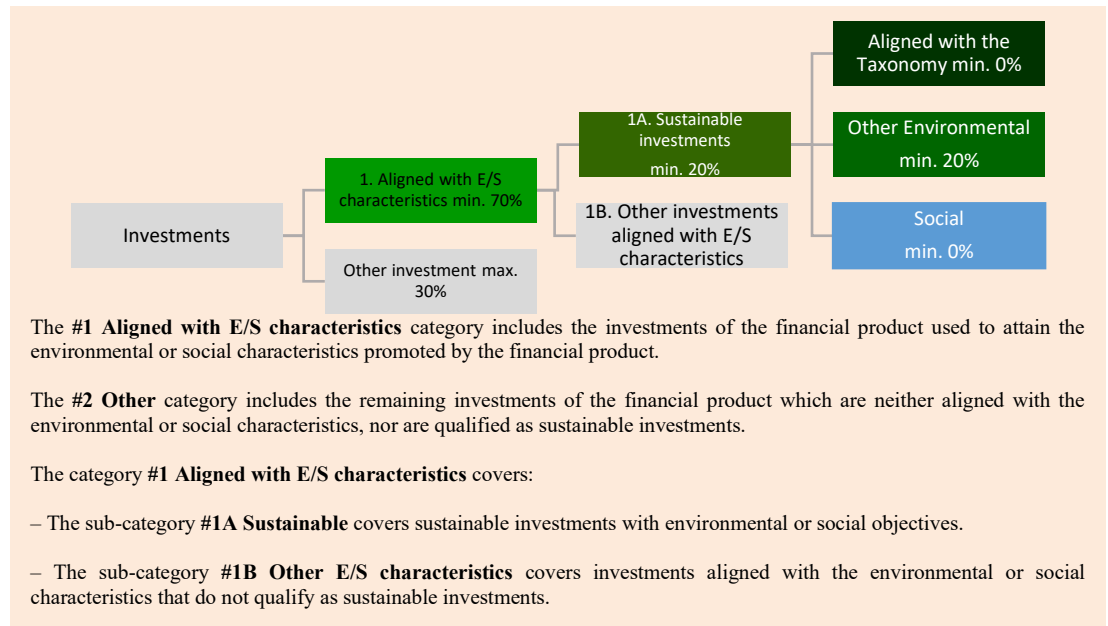 Investments
1. Aligned with E/S
characteristics min. 70%
Other investment max.
30%
1A. Sustainable
investments
min. 20%
1B. Other investments
aligned with E/S
characteristics
Aligned with the
Taxonomy min. 0%
Other Environmental
min. 20%
Social
min. 0%
The #1 Aligned with E/S characteristics category includes the investments of the financial product used to attain the
environmental or social characteristics promoted by the financial product.
The #2 Other category includes the remaining investments of the financial product which are neither aligned with the
environmental or social characteristics, nor are qualified as sustainable investments.
The category #1 Aligned with E/S characteristics covers:
– The sub-category #1A Sustainable covers sustainable investments with environmental or social objectives.
– The sub-category #1B Other E/S characteristics covers investments aligned with the environmental or social
characteristics that do not qualify as sustainable investments.